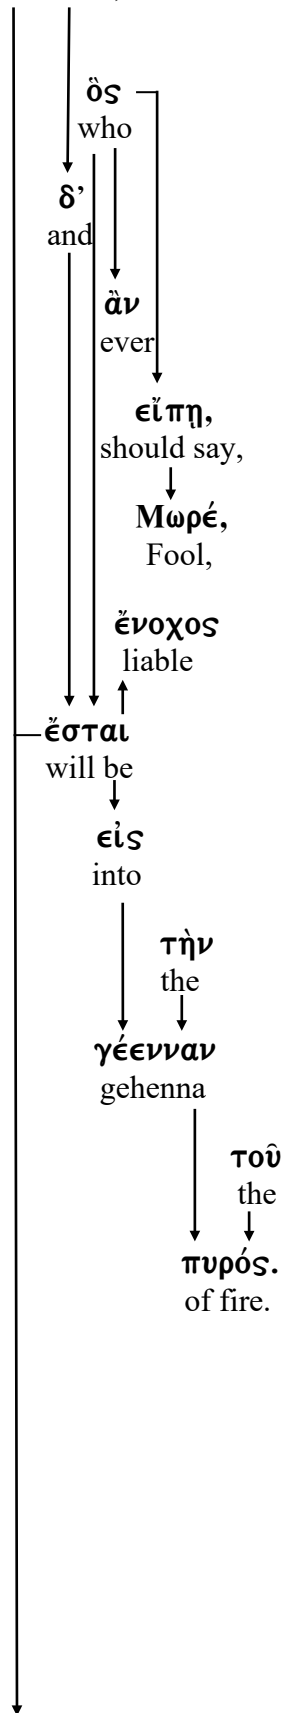 ὃς
who
δ’
and
ἂν
ever
εἴπῃ,
should say,
Μωρέ,
Fool,
ἔνοχος
liable
ἔσται
will be
εἰς
into
τὴν
the
γέενναν
gehenna
τοῦ
the
πυρός.
of fire.